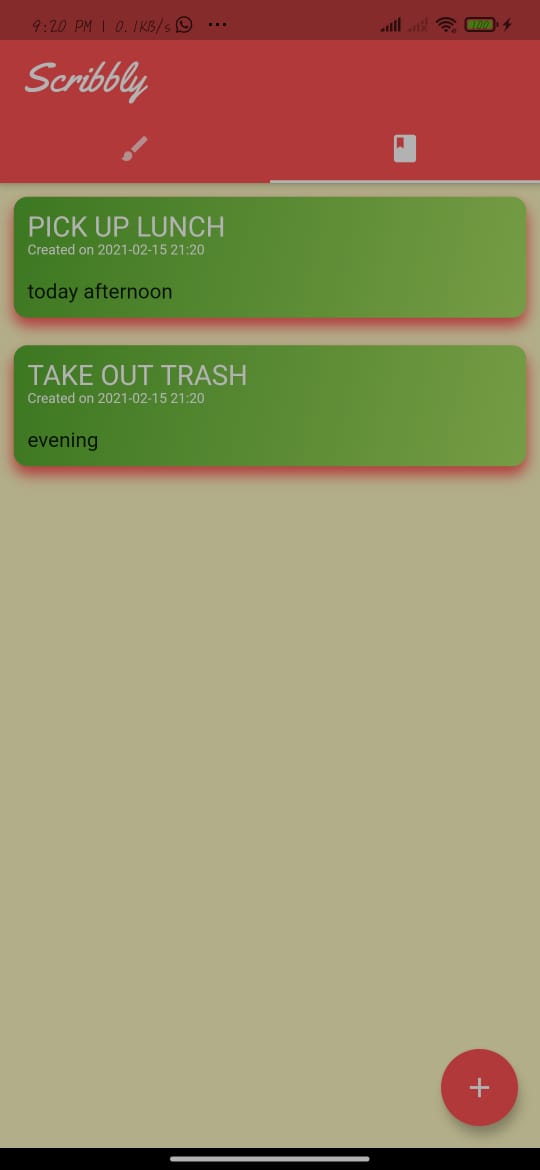 9:20 PM | 0.1KB/s ...
100
Scribbly
PICK UP LUNCH
Created on 2021-02-15 21:20
today afternoon
TAKE OUT TRASH
Created on 2021-02-15 21:20
evening